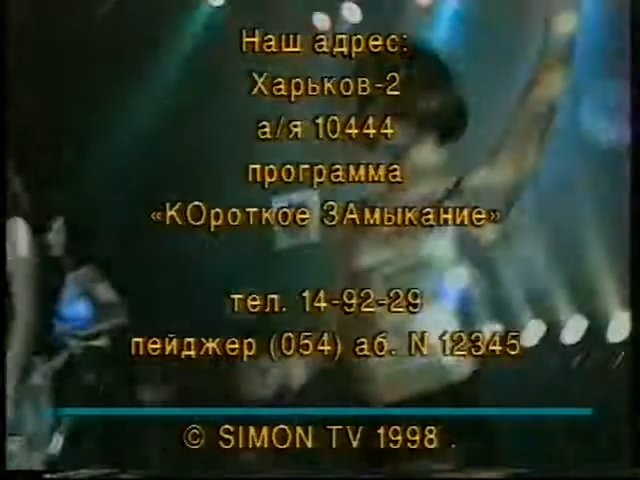 Наш адрес:
Харьков-2
а/я 10444
программа
«КОроткое ЗАмыкание»
тел. 14-92-29
пейджер (054) аб. N 12345
© SIMON TV 1998 .